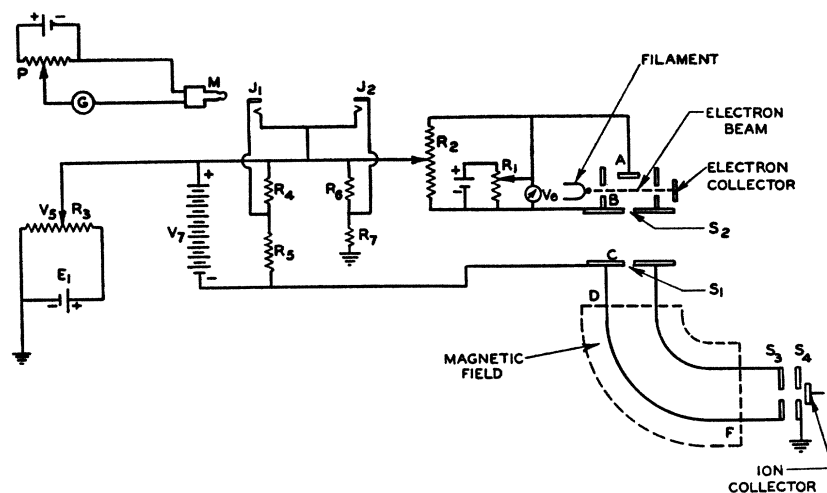 + -
P
G
M
J1
J2
FILAMENT
ELECTRON
BEAM
ELECTRON
COLLECTOR
R2
+
-
R1
Ve
A
B
S2
V5
R3
+
V7
-
R4
R5
R6
R7
E1
- +
C
S1
D
MAGNETIC
FIELD
F
S3
S4
ION
COLLECTOR